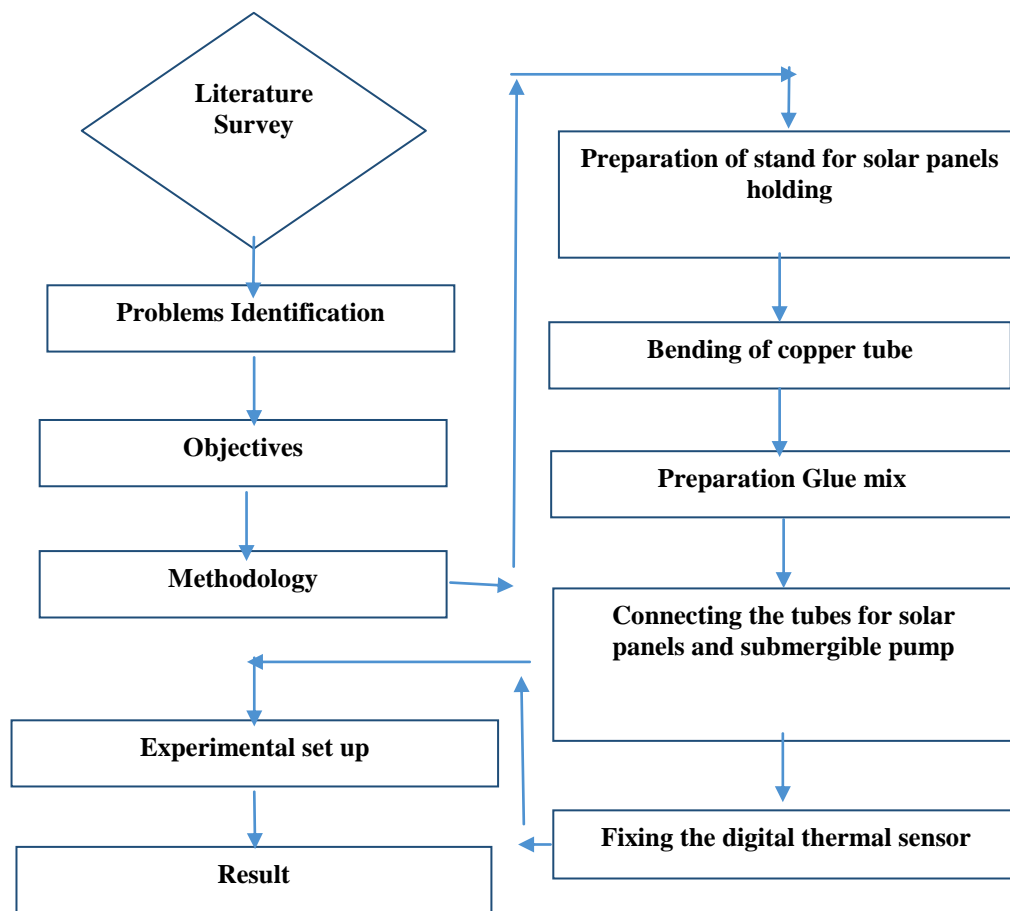 Literature
Survey
Problems Identification
Objectives
Methodology
Preparation of stand for solar panels
holding
Bending of copper tube
Preparation Glue mix
Connecting the tubes for solar
panels and submergible pump
Fixing the digital thermal sensor
Experimental set up
Result